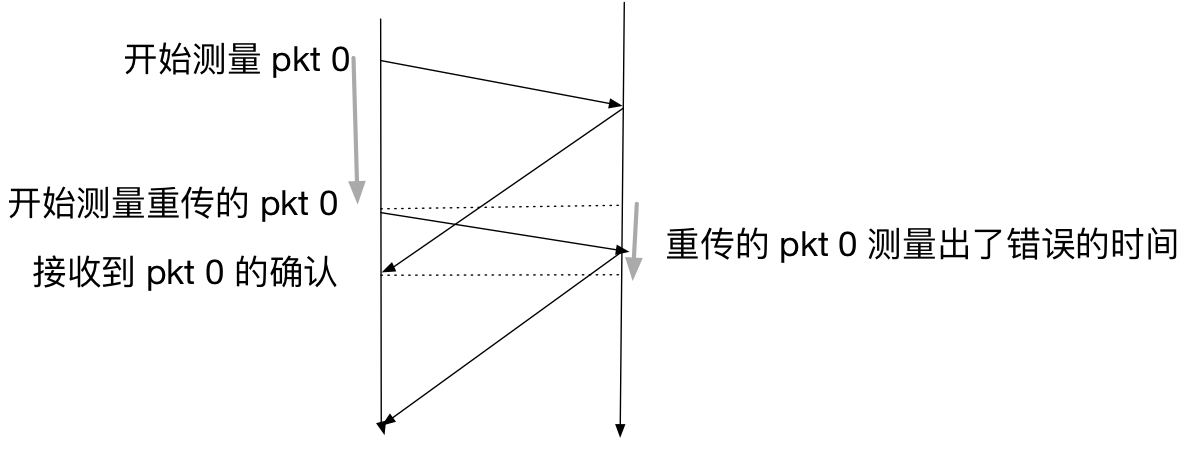 开始测量 pkt 0
开始测量重传的 pkt 0
重传的 pkt 0 测量出了错误的时间
接收到 pkt 0 的确认